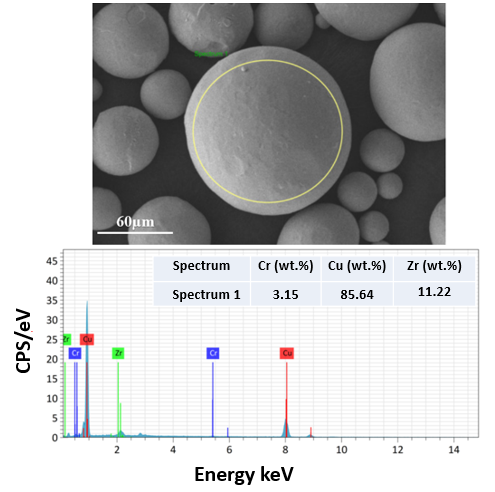 60µm
Spectrum Cr (wt.%) Cu (wt.%) Zr (wt.%)
Spectrum 1 3.15 85.64 11.22
45
40
35
30
25
20
15
10
5
0
CPS/eV
Zr Cu
Cr Zr Cr Cu
2 4 6 8 10 12 14
Energy keV